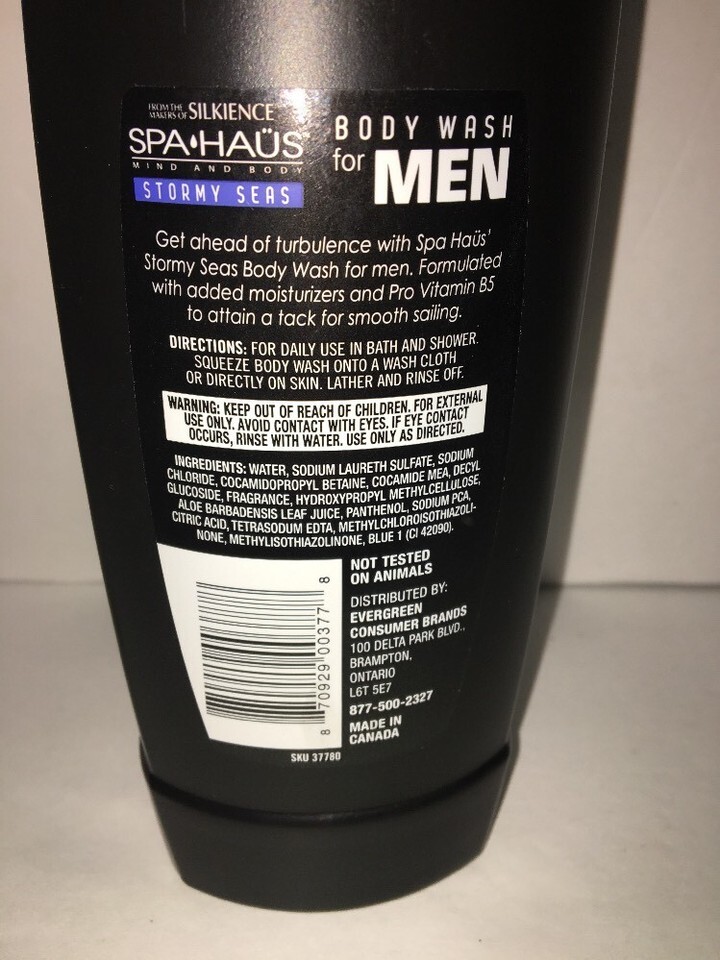 FROM THE MAKERS OF SILKIENCE
SPA•HAÜS
MIND AND BODY
STORMY SEAS
BODY WASH
for MEN
Get ahead of turbulence with Spa Haüs'
Stormy Seas Body Wash for men. Formulated
with added moisturizers and Pro Vitamin B5
to attain a tack for smooth sailing.
DIRECTIONS: FOR DAILY USE IN BATH AND SHOWER.
SQUEEZE BODY WASH ONTO A WASH CLOTH
OR DIRECTLY ON SKIN. LATHER AND RINSE OFF.
WARNING: KEEP OUT OF REACH OF CHILDREN. FOR EXTERNAL
USE ONLY. AVOID CONTACT WITH EYES. IF EYE CONTACT
OCCURS, RINSE WITH WATER. USE ONLY AS DIRECTED.
INGREDIENTS: WATER, SODIUM LAURETH SULFATE, SODIUM
CHLORIDE, COCAMIDOPROPYL BETAINE, COCAMIDE MEA, DECYL
GLUCOSIDE, FRAGRANCE, HYDROXYPROPYL METHYLCELLULOSE,
ALOE BARBADENSIS LEAF JUICE, PANTHENOL, SODIUM PCA,
CITRIC ACID, TETRASODIUM EDTA, METHYLCHLOROISOTHIAZOLI-
NONE, METHYLISOTHIAZOLINONE, BLUE 1 (CI 42090).
8 70929 00377 8
SKU 37780
NOT TESTED
ON ANIMALS
DISTRIBUTED BY:
EVERGREEN
CONSUMER BRANDS
100 DELTA PARK BLVD.,
BRAMPTON,
ONTARIO
L6T 5E7
877-500-2327
MADE IN
CANADA